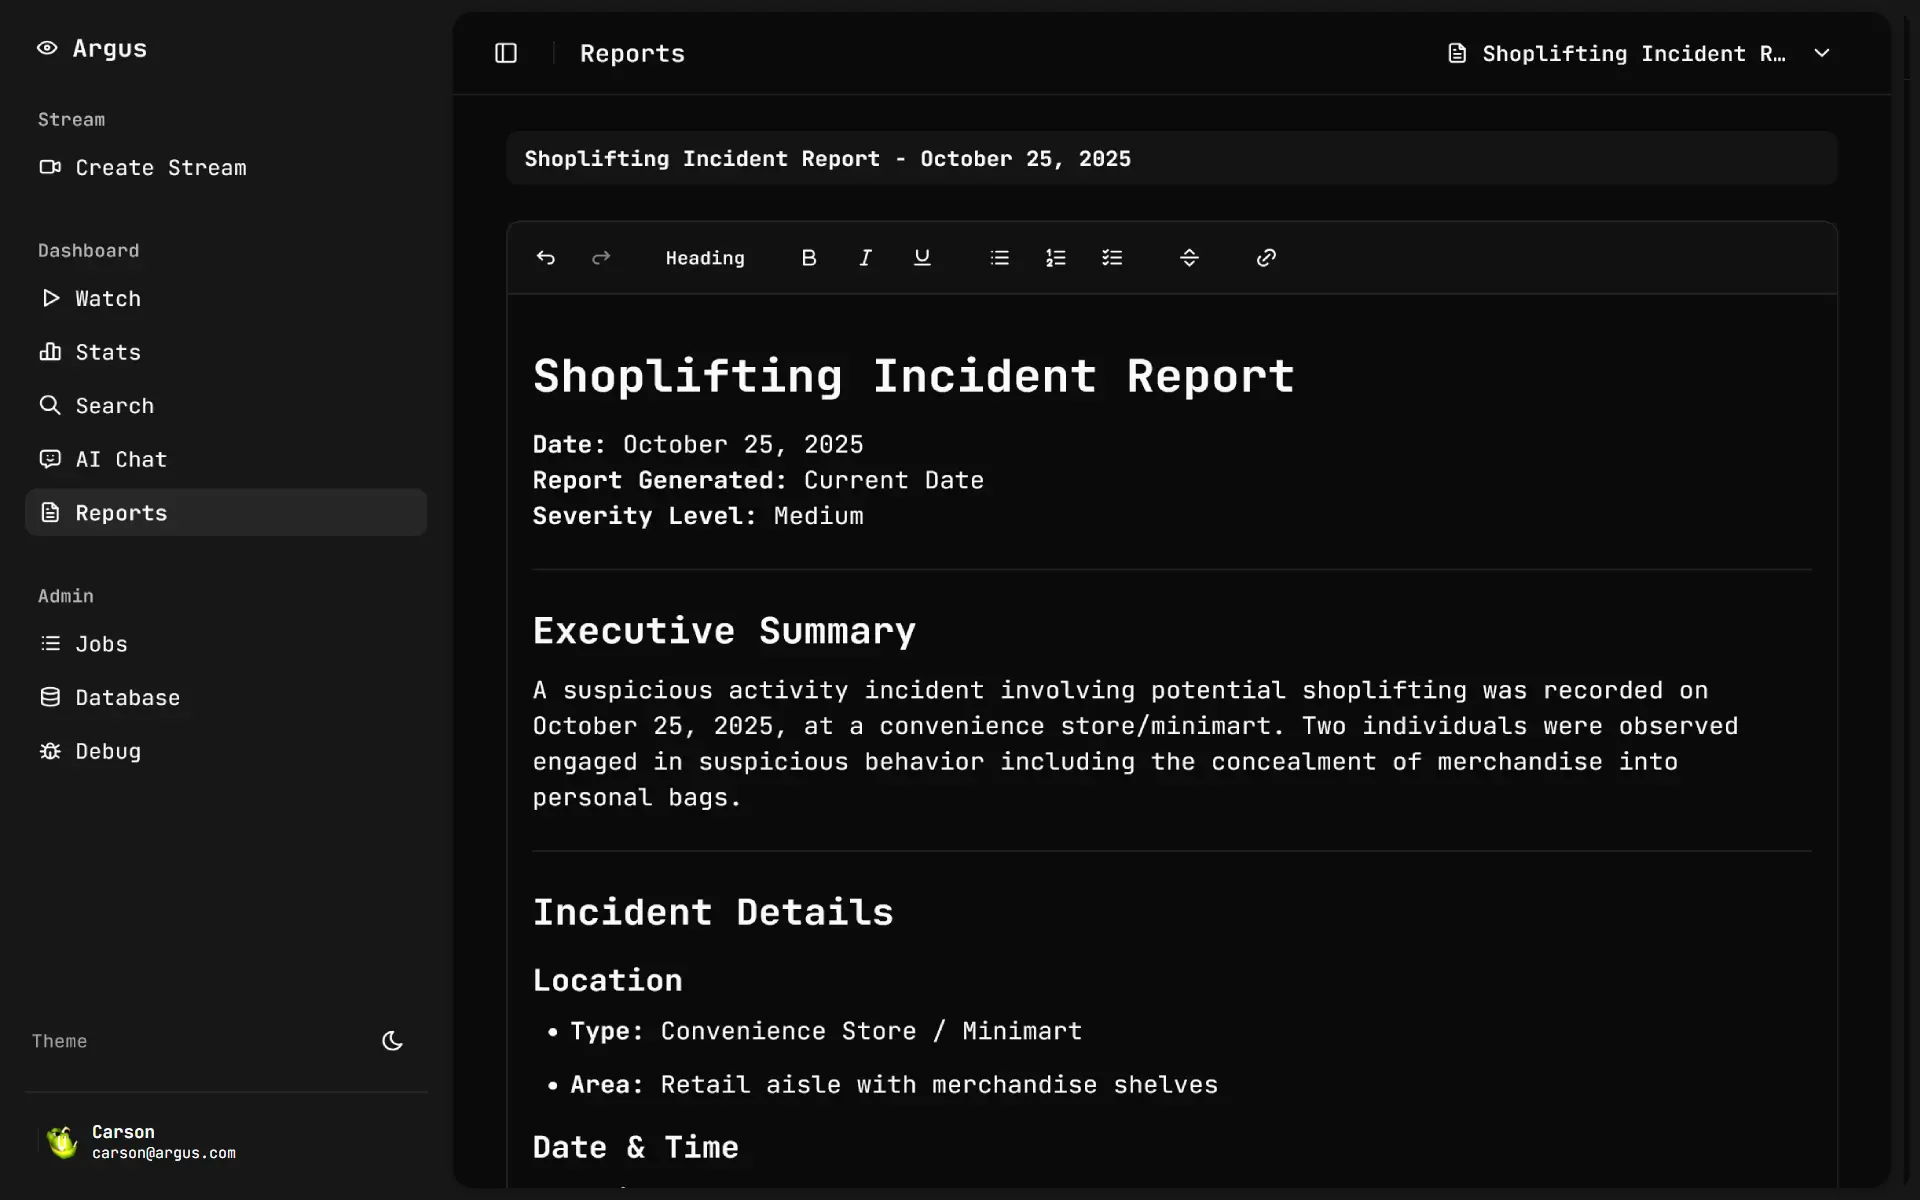 Argus
Stream
Create Stream
Dashboard
Watch
Stats
Search
AI Chat
Reports
Admin
Jobs
Database
Debug
Theme
Carson
carson@argus.com
Reports
Shoplifting Incident R…
Shoplifting Incident Report - October 25, 2025
Heading
Shoplifting Incident Report
Date: October 25, 2025
Report Generated: Current Date
Severity Level: Medium
Executive Summary
A suspicious activity incident involving potential shoplifting was recorded on
October 25, 2025, at a convenience store/minimart. Two individuals were observed
engaged in suspicious behavior including the concealment of merchandise into
personal bags.
Incident Details
Location
• Type: Convenience Store / Minimart
• Area: Retail aisle with merchandise shelves
Date & Time